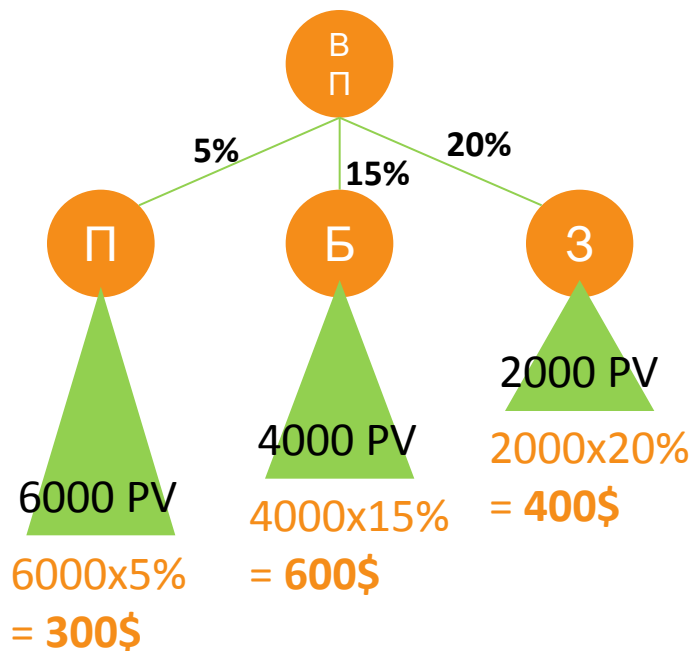 В
П
5%
15%
20%
П
Б
З
6000 PV
4000 PV
2000 PV
6000x5%
= 300$
4000x15%
= 600$
2000x20%
= 400$